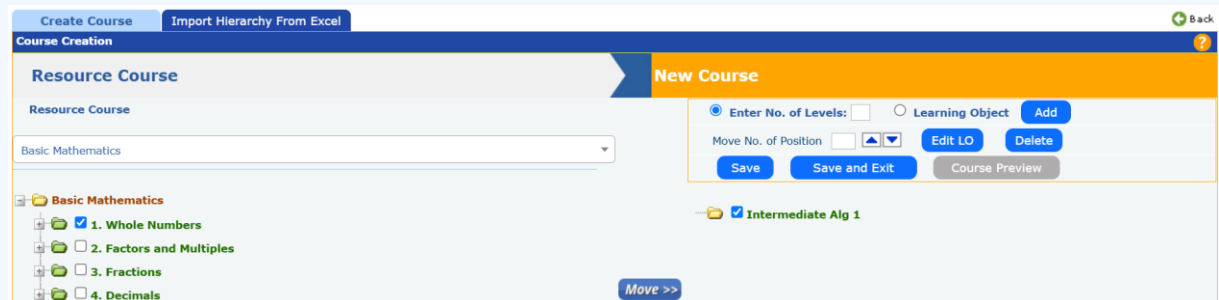 Create Course
Import Hierarchy From Excel
Back
Course Creation
?
Resource Course
New Course
Resource Course
Enter No. of Levels:
Learning Object
Add
Basic Mathematics
Move No. of Position
Edit LO
Delete
Save
Save and Exit
Course Preview
Basic Mathematics
1. Whole Numbers
2. Factors and Multiples
3. Fractions
4. Decimals
Intermediate Alg 1
Move >>